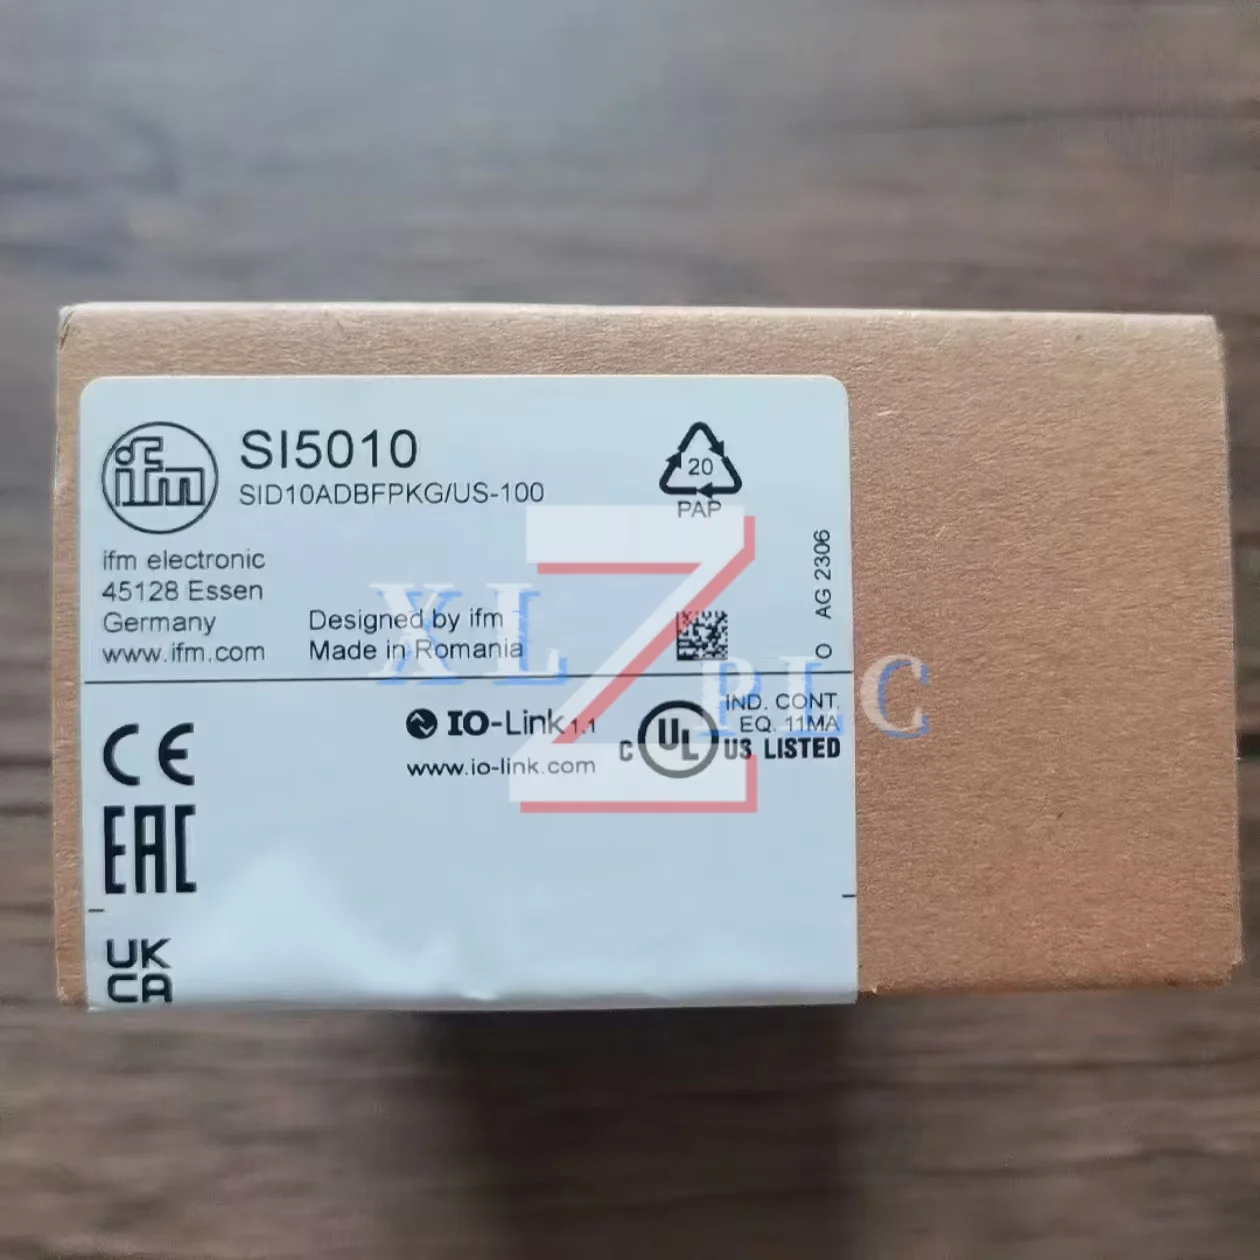 ifm
SI5010
SID10ADBFPKG/US-100
20
PAP
ifm electronic
45128 Essen
Germany
www.ifm.com
Designed by ifm
Made in Romania
O AG 2306
XLZPLC
IO-Link 1.1
www.io-link.com
C UL US LISTED
IND. CONT.
EQ. 11MA
CE
EAC
UK
CA